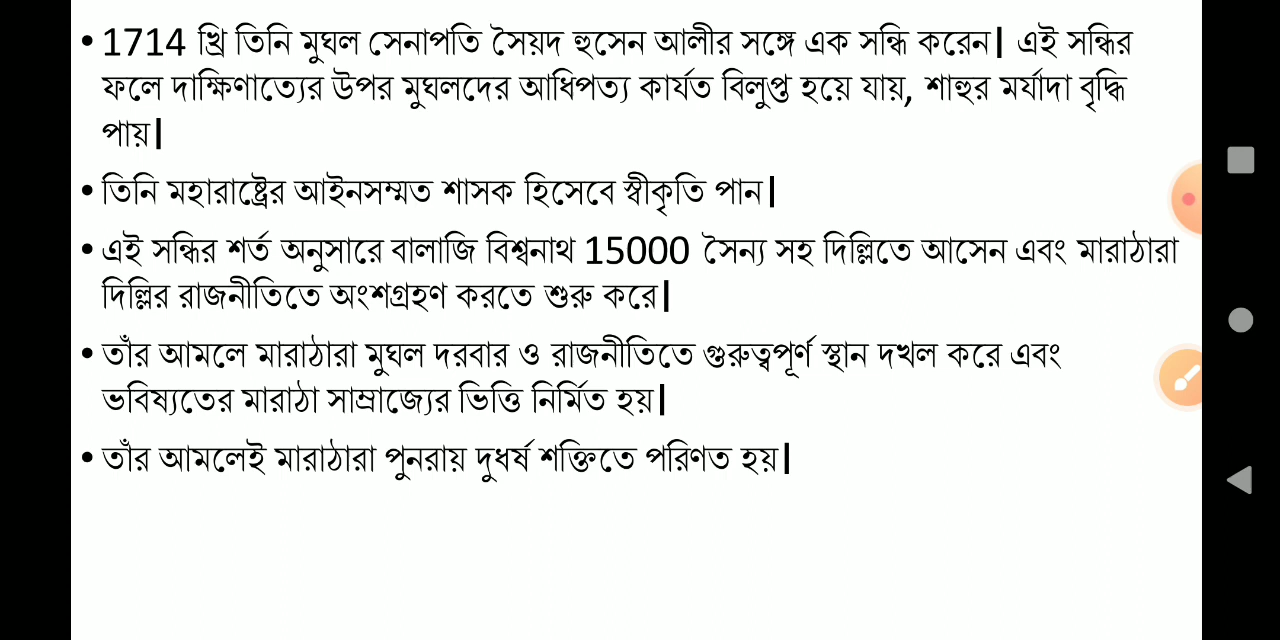 • 1714 খ্রি তিনি মুঘল সেনাপতি সৈয়দ হুসেন আলীর সঙ্গে এক সন্ধি করেন| এই সন্ধির
ফলে দাক্ষিণাত্যের উপর মুঘলদের আধিপত্য কার্যত বিলুপ্ত হয়ে যায়, শাহুর মর্যাদা বৃদ্ধি
পায়|
• তিনি মহারাষ্ট্রের আইনসম্মত শাসক হিসেবে স্বীকৃতি পান|
• এই সন্ধির শর্ত অনুসারে বালাজি বিশ্বনাথ 15000 সৈন্য সহ দিল্লিতে আসেন এবং মারাঠারা
দিল্লির রাজনীতিতে অংশগ্রহণ করতে শুরু করে|
• তাঁর আমলে মারাঠারা মুঘল দরবার ও রাজনীতিতে গুরুত্বপূর্ণ স্থান দখল করে এবং
ভবিষ্যতের মারাঠা সাম্রাজ্যের ভিত্তি নির্মিত হয়|
• তাঁর আমলেই মারাঠারা পুনরায় দুধর্ষ শক্তিতে পরিণত হয়|